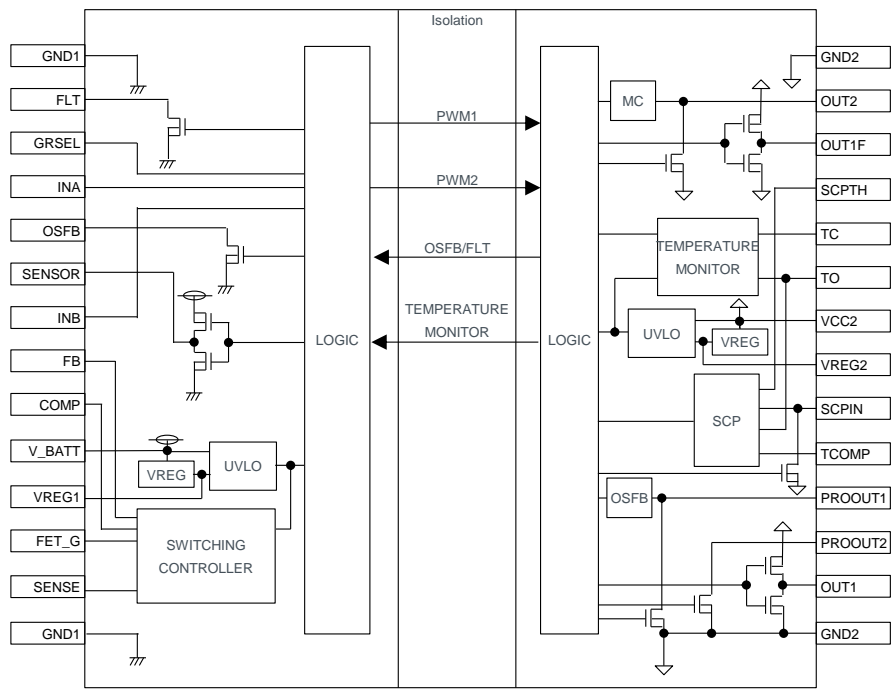 Isolation
GND1
FLT
GRSEL
INA
OSFB
SENSOR
INB
FB
COMP
V_BATT
VREG1
FET_G
SENSE
GND1
VREG
UVLO
SWITCHING
CONTROLLER
LOGIC
PWM1
PWM2
OSFB/FLT
TEMPERATURE
MONITOR
LOGIC
MC
TEMPERATURE
MONITOR
UVLO
VREG
SCP
OSFB
GND2
OUT2
OUT1F
SCPTH
TC
TO
VCC2
VREG2
SCPIN
TCOMP
PROOUT1
PROOUT2
OUT1
GND2